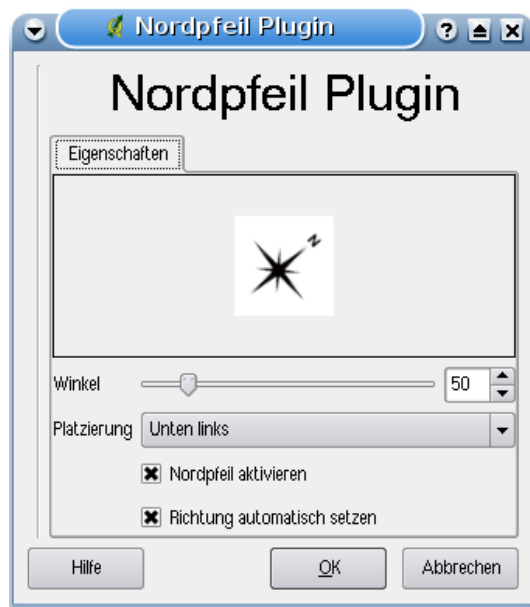 Nordpfeil Plugin
Nordpfeil Plugin
Eigenschaften
N
Winkel 50
Platzierung Unten links
Nordpfeil aktivieren
Richtung automatisch setzen
Hilfe OK Abbrechen